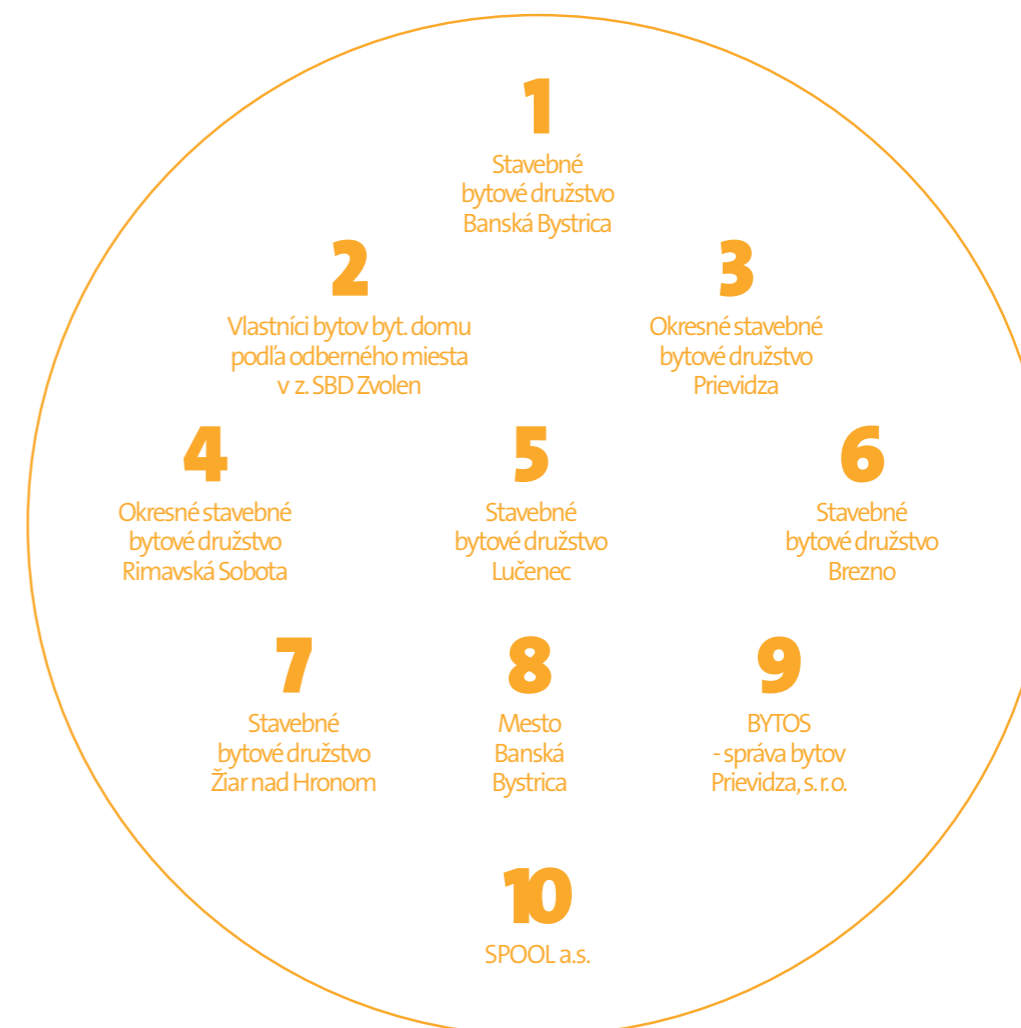 1
Stavebné
bytové družstvo
Banská Bystrica
2
Vlastníci bytov byt. domu
podľa odberného miesta
v z. SBD Zvolen
3
Okresné stavebné
bytové družstvo
Prievidza
4
Okresné stavebné
bytové družstvo
Rimavská Sobota
5
Stavebné
bytové družstvo
Lučenec
6
Stavebné
bytové družstvo
Brezno
7
Stavebné
bytové družstvo
Žiar nad Hronom
8
Mesto
Banská
Bystrica
9
BYTOS
- správa bytov
Prievidza, s. r. o.
10
SPOOL a.s.